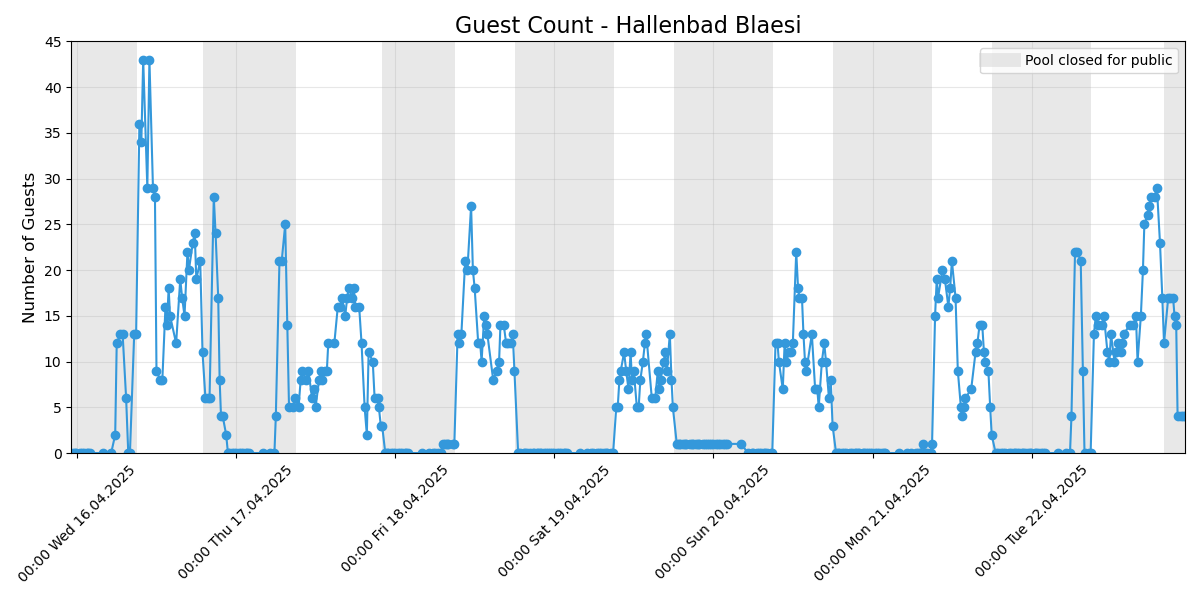 Guest Count - Hallenbad Blaesi
Pool closed for public
Number of Guests
45
40
35
30
25
20
15
10
5
0
00:00 Wed 16.04.2025
00:00 Thu 17.04.2025
00:00 Fri 18.04.2025
00:00 Sat 19.04.2025
00:00 Sun 20.04.2025
00:00 Mon 21.04.2025
00:00 Tue 22.04.2025